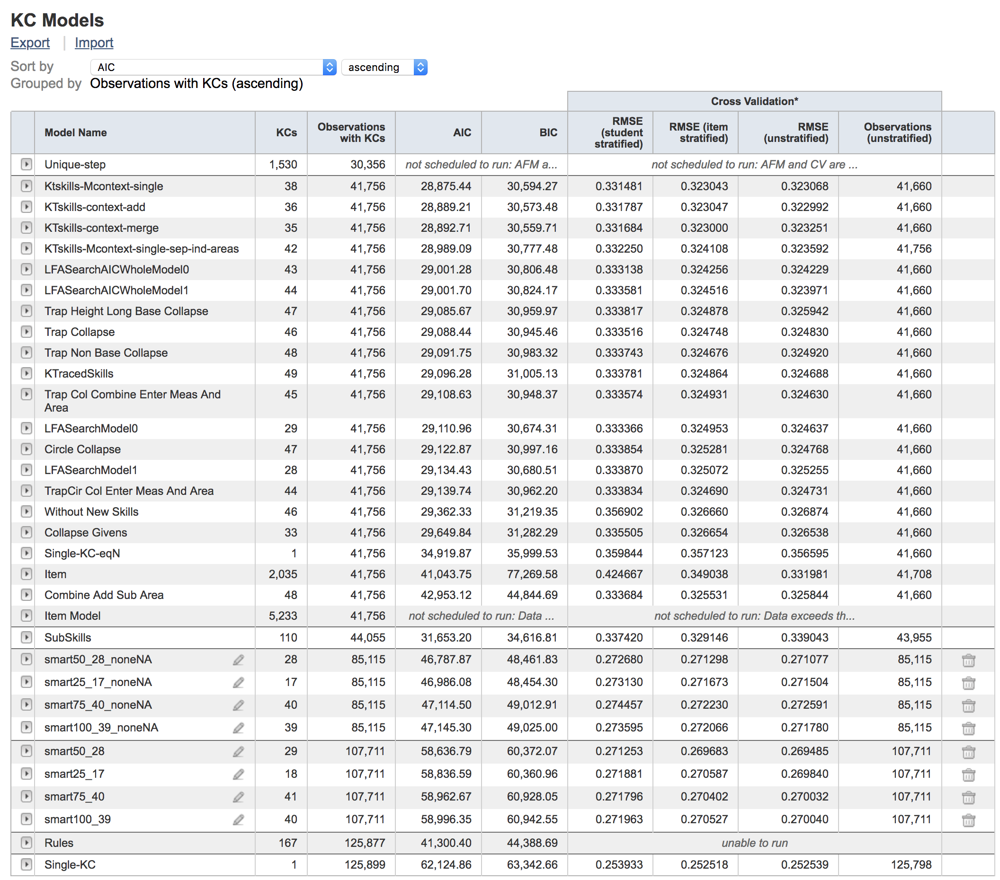 KC Models
Export | Import
Sort by AIC ascending
Grouped by Observations with KCs (ascending)
Cross Validation*
Model Name KCs Observations with KCs AIC BIC RMSE (student stratified) RMSE (item stratified) RMSE (unstratified) Observations (unstratified)
Unique-step 1,530 30,356 not scheduled to run: AFM a... not scheduled to run: AFM and CV are ...
Ktskills-Mcontext-single 38 41,756 28,875.44 30,594.27 0.331481 0.323043 0.323068 41,660
KTskills-context-add 36 41,756 28,889.21 30,573.48 0.331787 0.323047 0.322992 41,660
KTskills-context-merge 35 41,756 28,892.71 30,559.71 0.331684 0.323000 0.323251 41,660
KTskills-Mcontext-single-sep-ind-areas 42 41,756 28,989.09 30,777.48 0.332250 0.324108 0.323592 41,756
LFASearchAICWholeModel0 43 41,756 29,001.28 30,806.48 0.333138 0.324256 0.324229 41,660
LFASearchAICWholeModel1 44 41,756 29,001.70 30,824.17 0.333581 0.324516 0.323971 41,660
Trap Height Long Base Collapse 47 41,756 29,085.67 30,959.97 0.333817 0.324878 0.325942 41,660
Trap Collapse 46 41,756 29,088.44 30,945.46 0.333516 0.324748 0.324830 41,660
Trap Non Base Collapse 48 41,756 29,091.75 30,983.32 0.333743 0.324676 0.324920 41,660
KTracedSkills 49 41,756 29,096.28 31,005.13 0.333781 0.324864 0.324688 41,660
Trap Col Combine Enter Meas And Area 45 41,756 29,108.63 30,948.37 0.333574 0.324931 0.324630 41,660
LFASearchModel0 29 41,756 29,110.96 30,674.31 0.333366 0.324953 0.324637 41,660
Circle Collapse 47 41,756 29,122.87 30,997.16 0.333854 0.325281 0.324768 41,660
LFASearchModel1 28 41,756 29,134.43 30,680.51 0.333870 0.325072 0.325255 41,660
TrapCir Col Enter Meas And Area 44 41,756 29,139.74 30,962.20 0.333834 0.324690 0.324731 41,660
Without New Skills 46 41,756 29,362.33 31,219.35 0.356902 0.326660 0.326874 41,660
Collapse Givens 33 41,756 29,649.84 31,282.29 0.335505 0.326654 0.326538 41,660
Single-KC-eqN 1 41,756 34,919.87 35,999.53 0.359844 0.357123 0.356595 41,660
Item 2,035 41,756 41,043.75 77,269.58 0.424667 0.349038 0.331981 41,708
Combine Add Sub Area 48 41,756 42,953.12 44,844.69 0.333684 0.325531 0.325844 41,660
Item Model 5,233 41,756 not scheduled to run: Data ... not scheduled to run: Data exceeds th...
SubSkills 110 44,055 31,653.20 34,616.81 0.337420 0.329146 0.339043 43,955
smart50_28_noneNA 28 85,115 46,787.87 48,461.83 0.272680 0.271298 0.271077 85,115
smart25_17_noneNA 17 85,115 46,986.08 48,454.30 0.273130 0.271673 0.271504 85,115
smart75_40_noneNA 40 85,115 47,114.50 49,012.91 0.274457 0.272230 0.272591 85,115
smart100_39_noneNA 39 85,115 47,145.30 49,025.00 0.273595 0.272066 0.271780 85,115
smart50_28 29 107,711 58,636.79 60,372.07 0.271253 0.269683 0.269485 107,711
smart25_17 18 107,711 58,836.59 60,360.96 0.271881 0.270587 0.269840 107,711
smart75_40 41 107,711 58,962.67 60,928.05 0.271796 0.270402 0.270032 107,711
smart100_39 40 107,711 58,996.35 60,942.55 0.271963 0.270527 0.270040 107,711
Rules 167 125,877 41,300.40 44,388.69 unable to run
Single-KC 1 125,899 62,124.86 63,342.66 0.253933 0.252518 0.252539 125,798